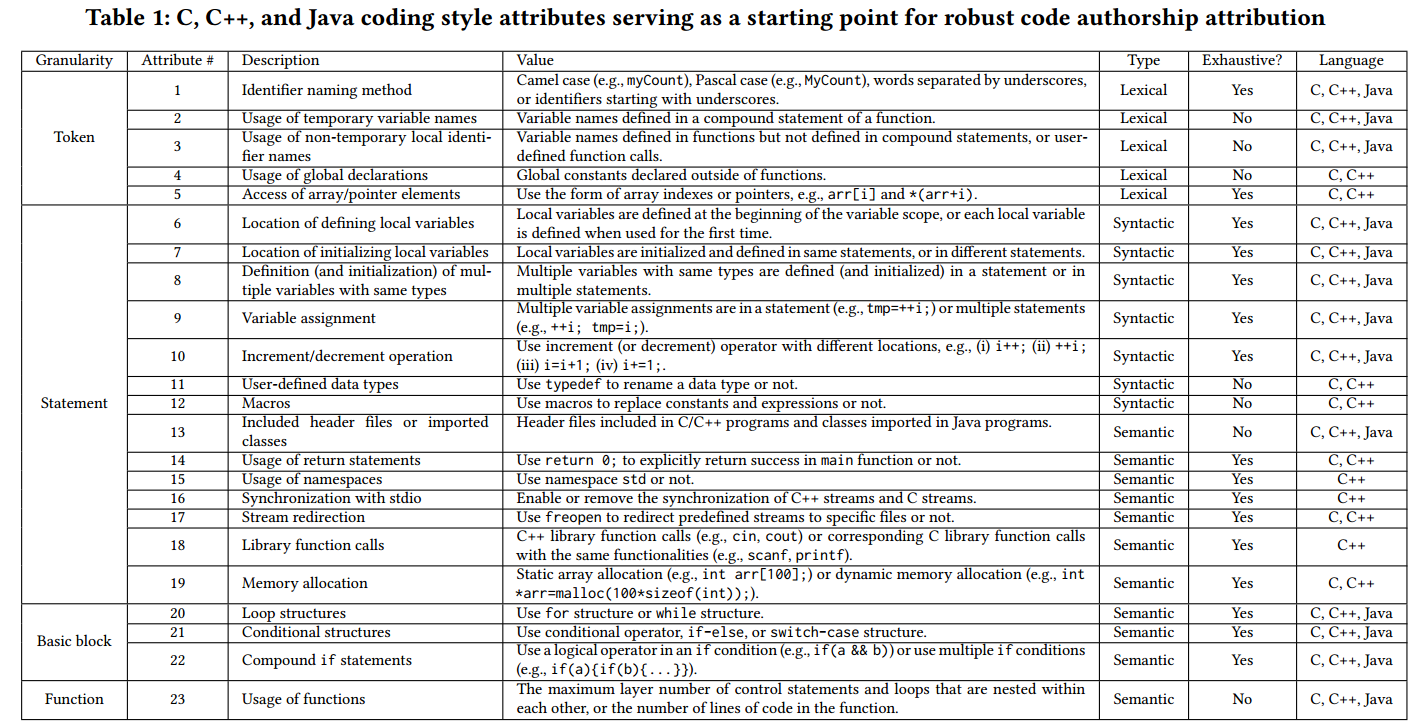 Table 1: C, C++, and Java coding style attributes serving as a starting point for robust code authorship attribution
Granularity Attribute # Description Value Type Exhaustive? Language
Token
1 Identifier naming method Camel case (e.g., myCount), Pascal case (e.g., MyCount), words separated by underscores,
or identifiers starting with underscores. Lexical Yes C, C++, Java
2 Usage of temporary variable names Variable names defined in a compound statement of a function. Lexical No C, C++, Java
3 Usage of non-temporary local identi-
fier names Variable names defined in functions but not defined in compound statements, or user-
defined function calls. Lexical No C, C++, Java
4 Usage of global declarations Global constants declared outside of functions. Lexical No C, C++
5 Access of array/pointer elements Use the form of array indexes or pointers, e.g., arr[i] and *(arr+i). Lexical Yes C, C++
Statement
6 Location of defining local variables Local variables are defined at the beginning of the variable scope, or each local variable
is defined when used for the first time. Syntactic Yes C, C++, Java
7 Location of initializing local variables Local variables are initialized and defined in same statements, or in different statements. Syntactic Yes C, C++, Java
8 Definition (and initialization) of mul-
tiple variables with same types Multiple variables with same types are defined (and initialized) in a statement or in
multiple statements. Syntactic Yes C, C++, Java
9 Variable assignment Multiple variable assignments are in a statement (e.g., tmp=++i;) or multiple statements
(e.g., ++i; tmp=i;). Syntactic Yes C, C++, Java
10 Increment/decrement operation Use increment (or decrement) operator with different locations, e.g., (i) i++; (ii) ++i;
(iii) i=i+1; (iv) i+=1;. Syntactic Yes C, C++, Java
11 User-defined data types Use typedef to rename a data type or not. Syntactic No C, C++
12 Macros Use macros to replace constants and expressions or not. Syntactic No C, C++
13 Included header files or imported
classes Header files included in C/C++ programs and classes imported in Java programs. Semantic No C, C++, Java
14 Usage of return statements Use return 0; to explicitly return success in main function or not. Semantic Yes C, C++
15 Usage of namespaces Use namespace std or not. Semantic Yes C++
16 Synchronization with stdio Enable or remove the synchronization of C++ streams and C streams. Semantic Yes C++
17 Stream redirection Use freopen to redirect predefined streams to specific files or not. Semantic Yes C, C++
18 Library function calls C++ library function calls (e.g., cin, cout) or corresponding C library function calls
with the same functionalities (e.g., scanf, printf). Semantic Yes C++
19 Memory allocation Static array allocation (e.g., int arr[100];) or dynamic memory allocation (e.g., int
*arr=malloc(100*sizeof(int));). Semantic Yes C, C++
Basic block
20 Loop structures Use for structure or while structure. Semantic Yes C, C++, Java
21 Conditional structures Use conditional operator, if-else, or switch-case structure. Semantic Yes C, C++, Java
22 Compound if statements Use a logical operator in an if condition (e.g., if(a && b)) or use multiple if conditions
(e.g., if(a){if(b){...}}). Semantic Yes C, C++, Java
Function
23 Usage of functions The maximum layer number of control statements and loops that are nested within
each other, or the number of lines of code in the function. Semantic No C, C++, Java